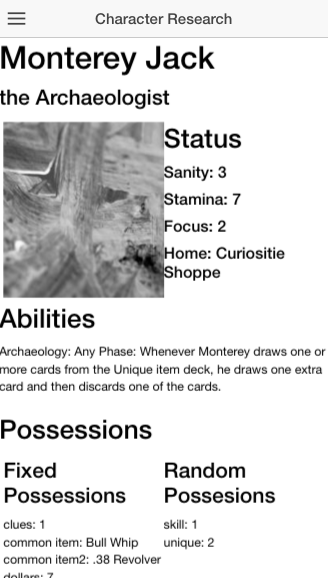 Character Research
Monterey Jack
the Archaeologist
Status
Sanity: 3
Stamina: 7
Focus: 2
Home: Curiositie
Shoppe
Abilities
Archaeology: Any Phase: Whenever Monterey draws one or
more cards from the Unique item deck, he draws one extra
card and then discards one of the cards.
Possessions
Fixed
Possessions
clues: 1
common item: Bull Whip
common item2: .38 Revolver
dollars: 7
Random
Possesions
skill: 1
unique: 2